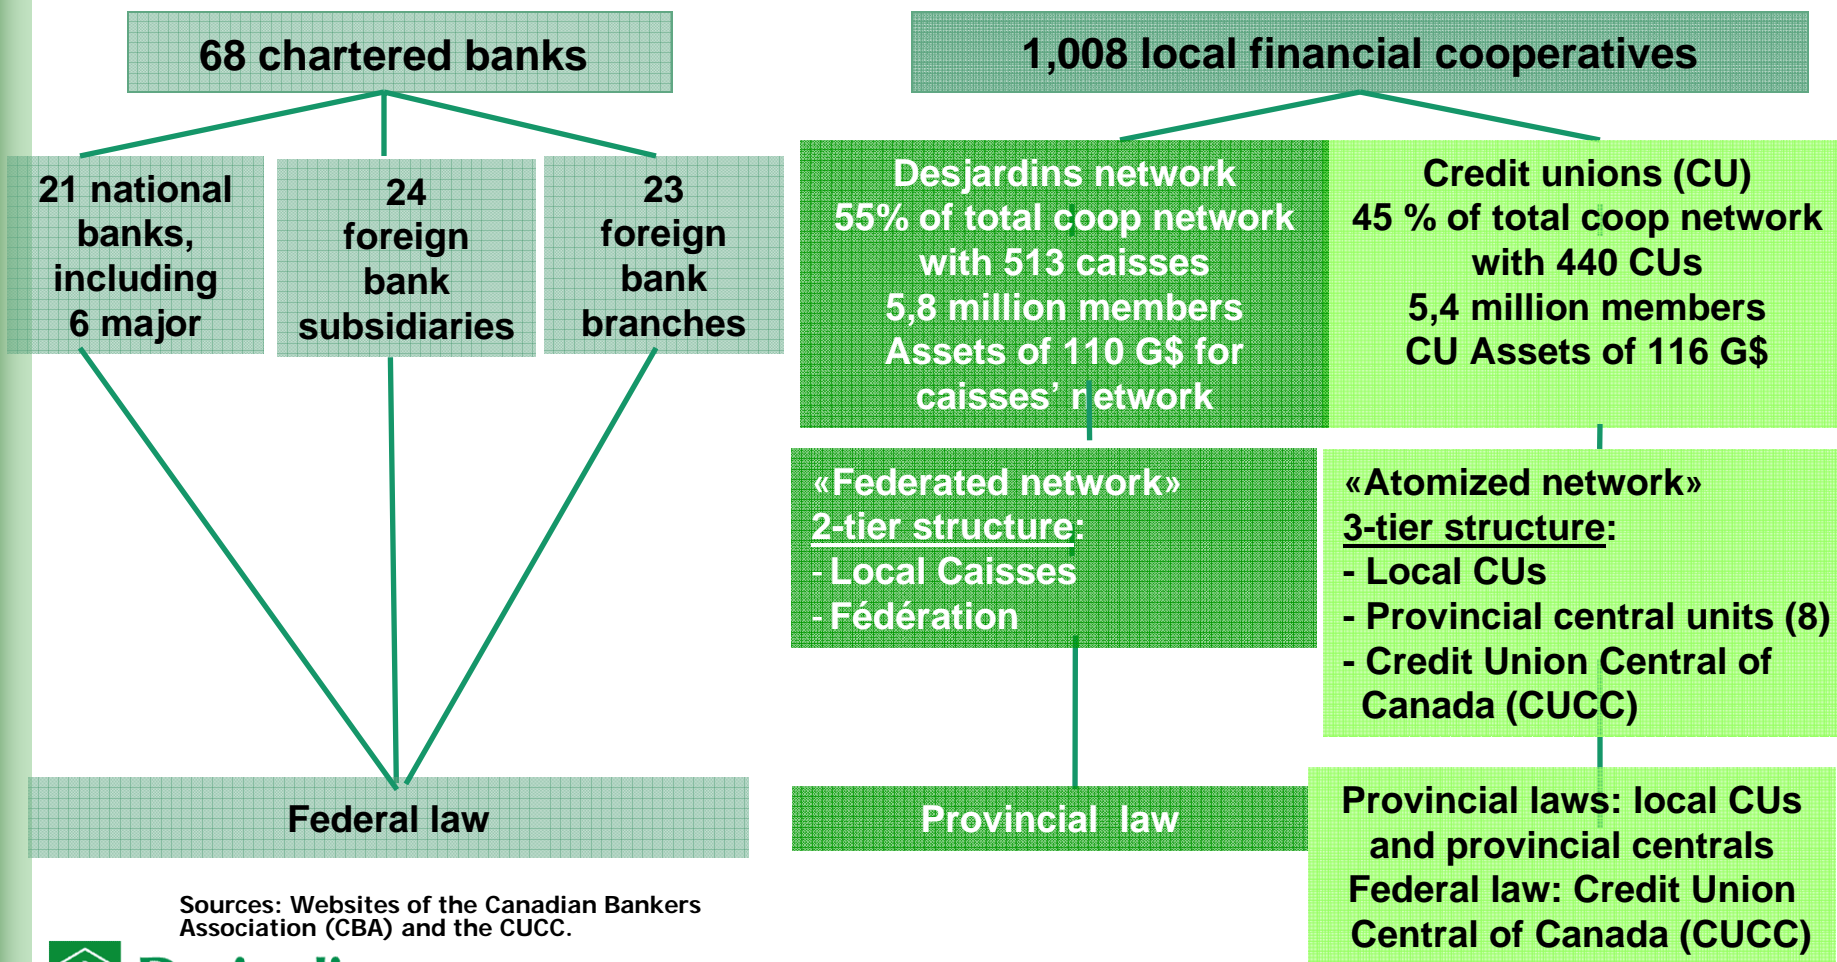 68 chartered banks
1,008 local financial cooperatives
21 national
banks,
including
6 major
24
foreign
bank
subsidiaries
23
foreign
bank
branches
Desjardins network
55% of total coop network
with 513 caisses
5,8 million members
Assets of 110 G$ for
caisses’ network
Credit unions (CU)
45 % of total coop network
with 440 CUs
5,4 million members
CU Assets of 116 G$
«Federated network»
2-tier structure:
- Local Caisses
- Fédération
«Atomized network»
3-tier structure:
- Local CUs
- Provincial central units (8)
- Credit Union Central of
Canada (CUCC)
Federal law
Provincial law
Provincial laws: local CUs
and provincial centrals
Federal law: Credit Union
Central of Canada (CUCC)
Sources: Websites of the Canadian Bankers
Association (CBA) and the CUCC.